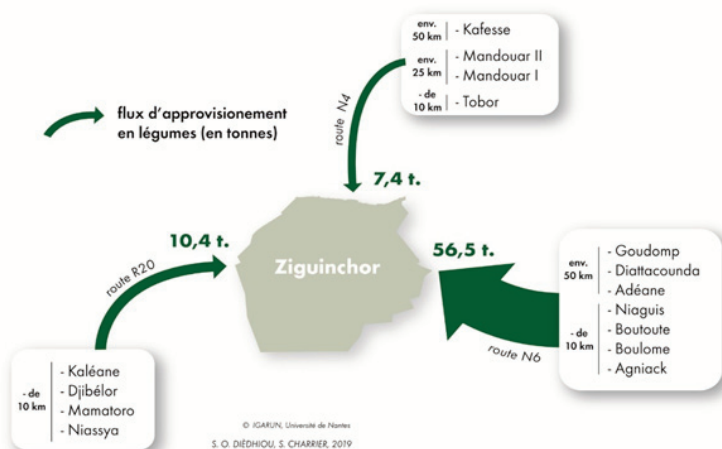 env.
50 km
- Kafesse
env.
25 km
- Mandouar II
- Mandouar I
- de
10 km
- Tobor
flux d'approvisionement
en légumes (en tonnes)
route N4
7,4 t.
10,4 t.
route R20
Ziguinchor
56,5 t.
route N6
env.
50 km
- Goudomp
- Diattacounda
- Adéane
- de
10 km
- Niaguis
- Boutoute
- Boulome
- Agniack
- de
10 km
- Kaléane
- Djibélor
- Mamatoro
- Niassya
© IGARUN, Université de Nantes
S. O. DIÉDHIOU, S. CHARRIER, 2019